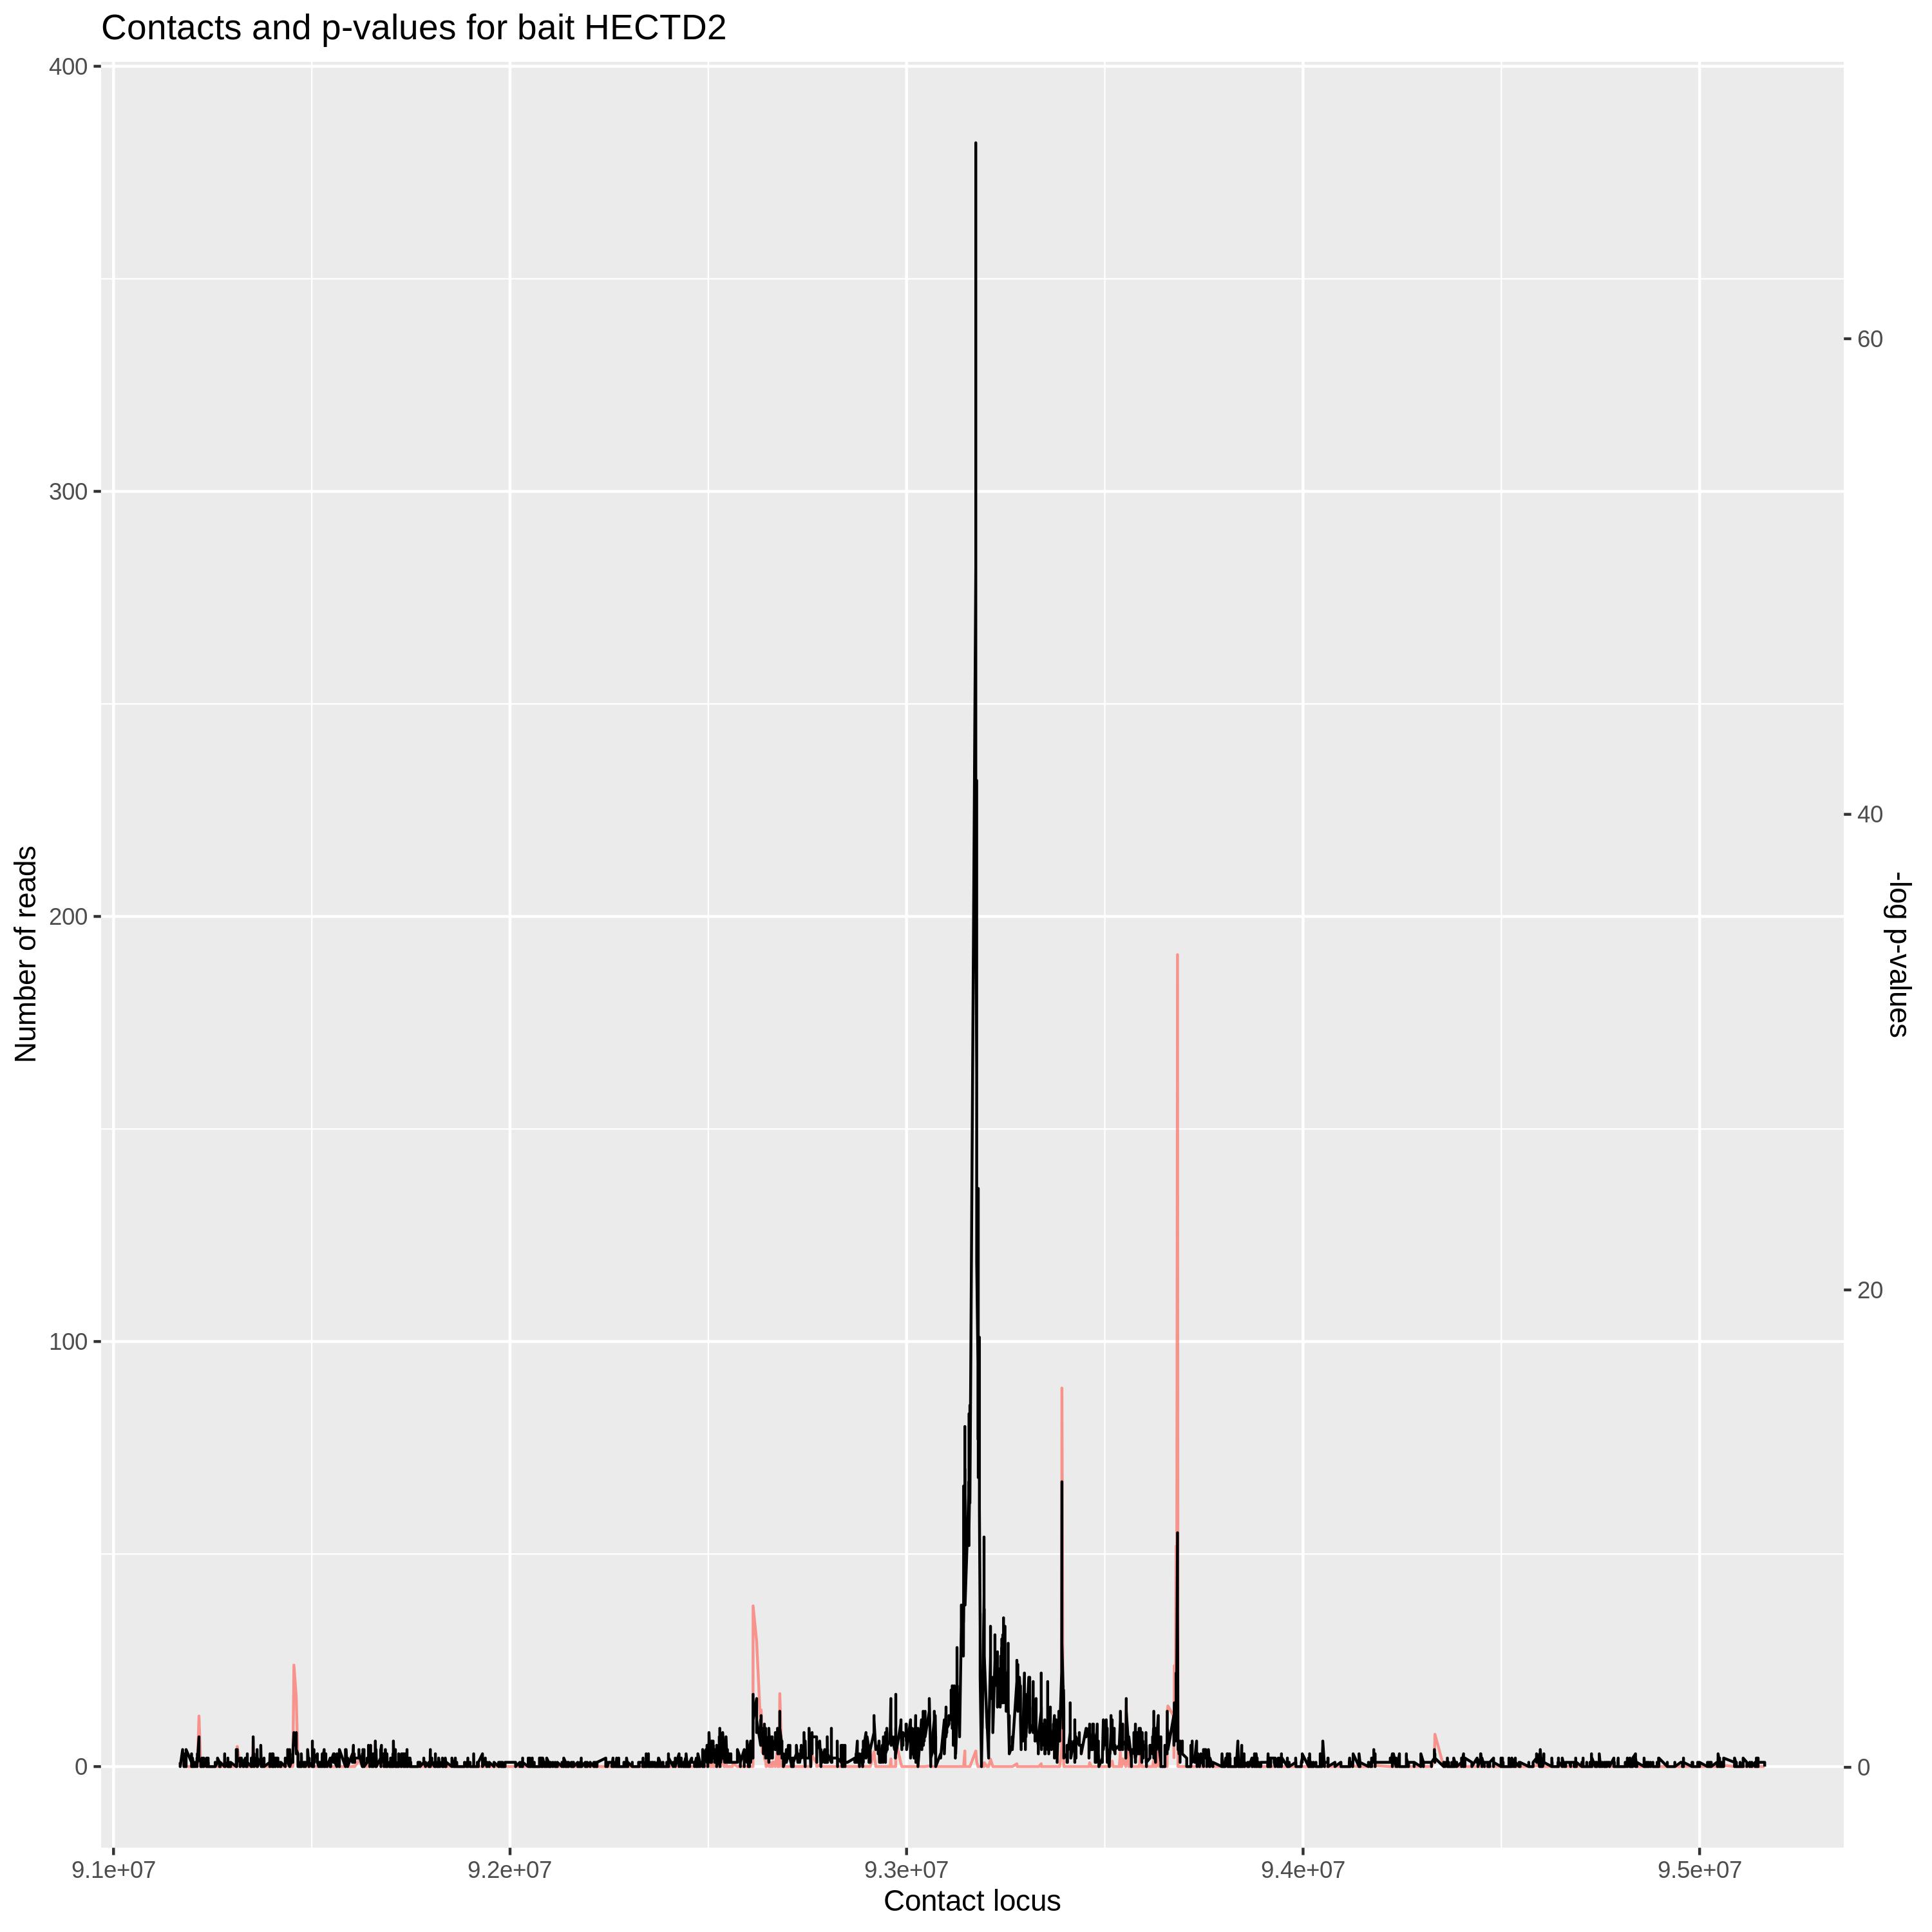 Contacts and p-values for bait HECTD2
400
300
200
100
0
Number of reads
60
40
20
0
-log p-values
9.1e+07
9.2e+07
9.3e+07
9.4e+07
9.5e+07
Contact locus